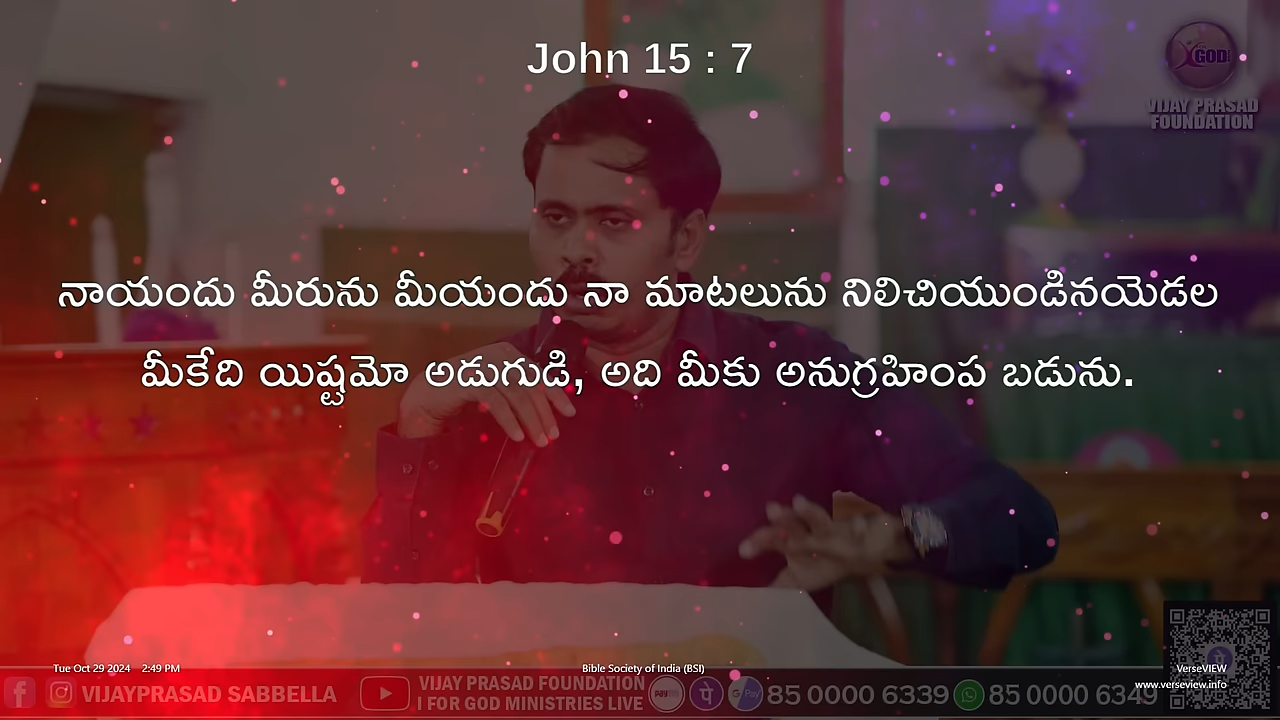 John 15 : 7
GOD
VIJAY PRASAD
FOUNDATION
నాయందు మీరును మీయందు నా మాటలును నిలిచియుండినయెడల
మీకేది యిష్టమో అడుగుడి, అది మీకు అనుగ్రహింప బడును.
Tue Oct 29 2024 2:49 PM
Bible Society of India (BSI)
VerseVIEW
www.verseview.info
VIJAYPRASAD SABBELLA
VIJAY PRASAD FOUNDATION
I FOR GOD MINISTRIES LIVE
85 0000 6339
85 0000 6349